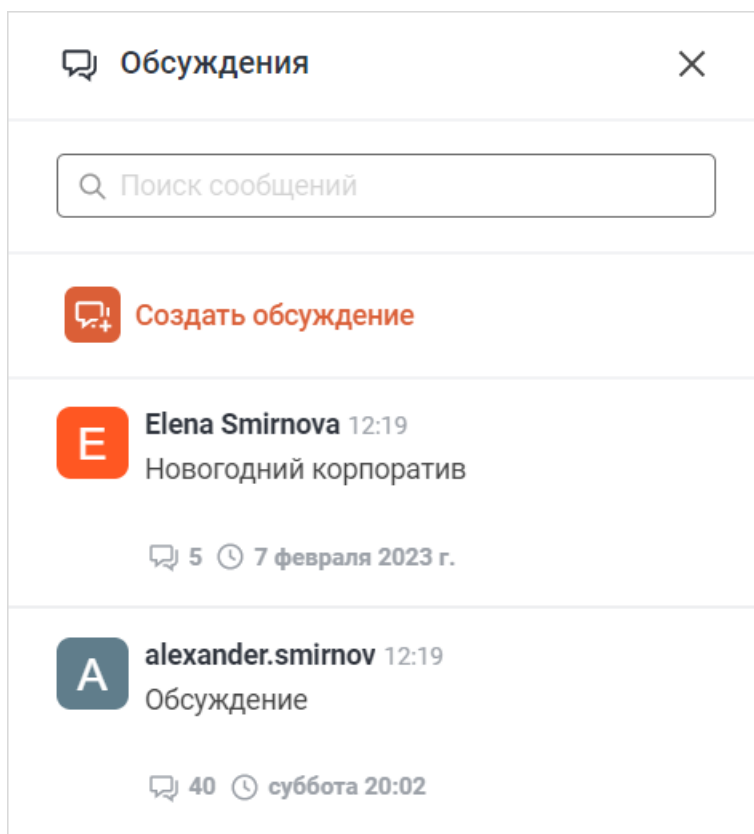 Обсуждения
Поиск сообщений
Создать обсуждение
E
Elena Smirnova 12:19
Новогодний корпоратив
5 7 февраля 2023 г.
A
alexander.smirnov 12:19
Обсуждение
40 суббота 20:02